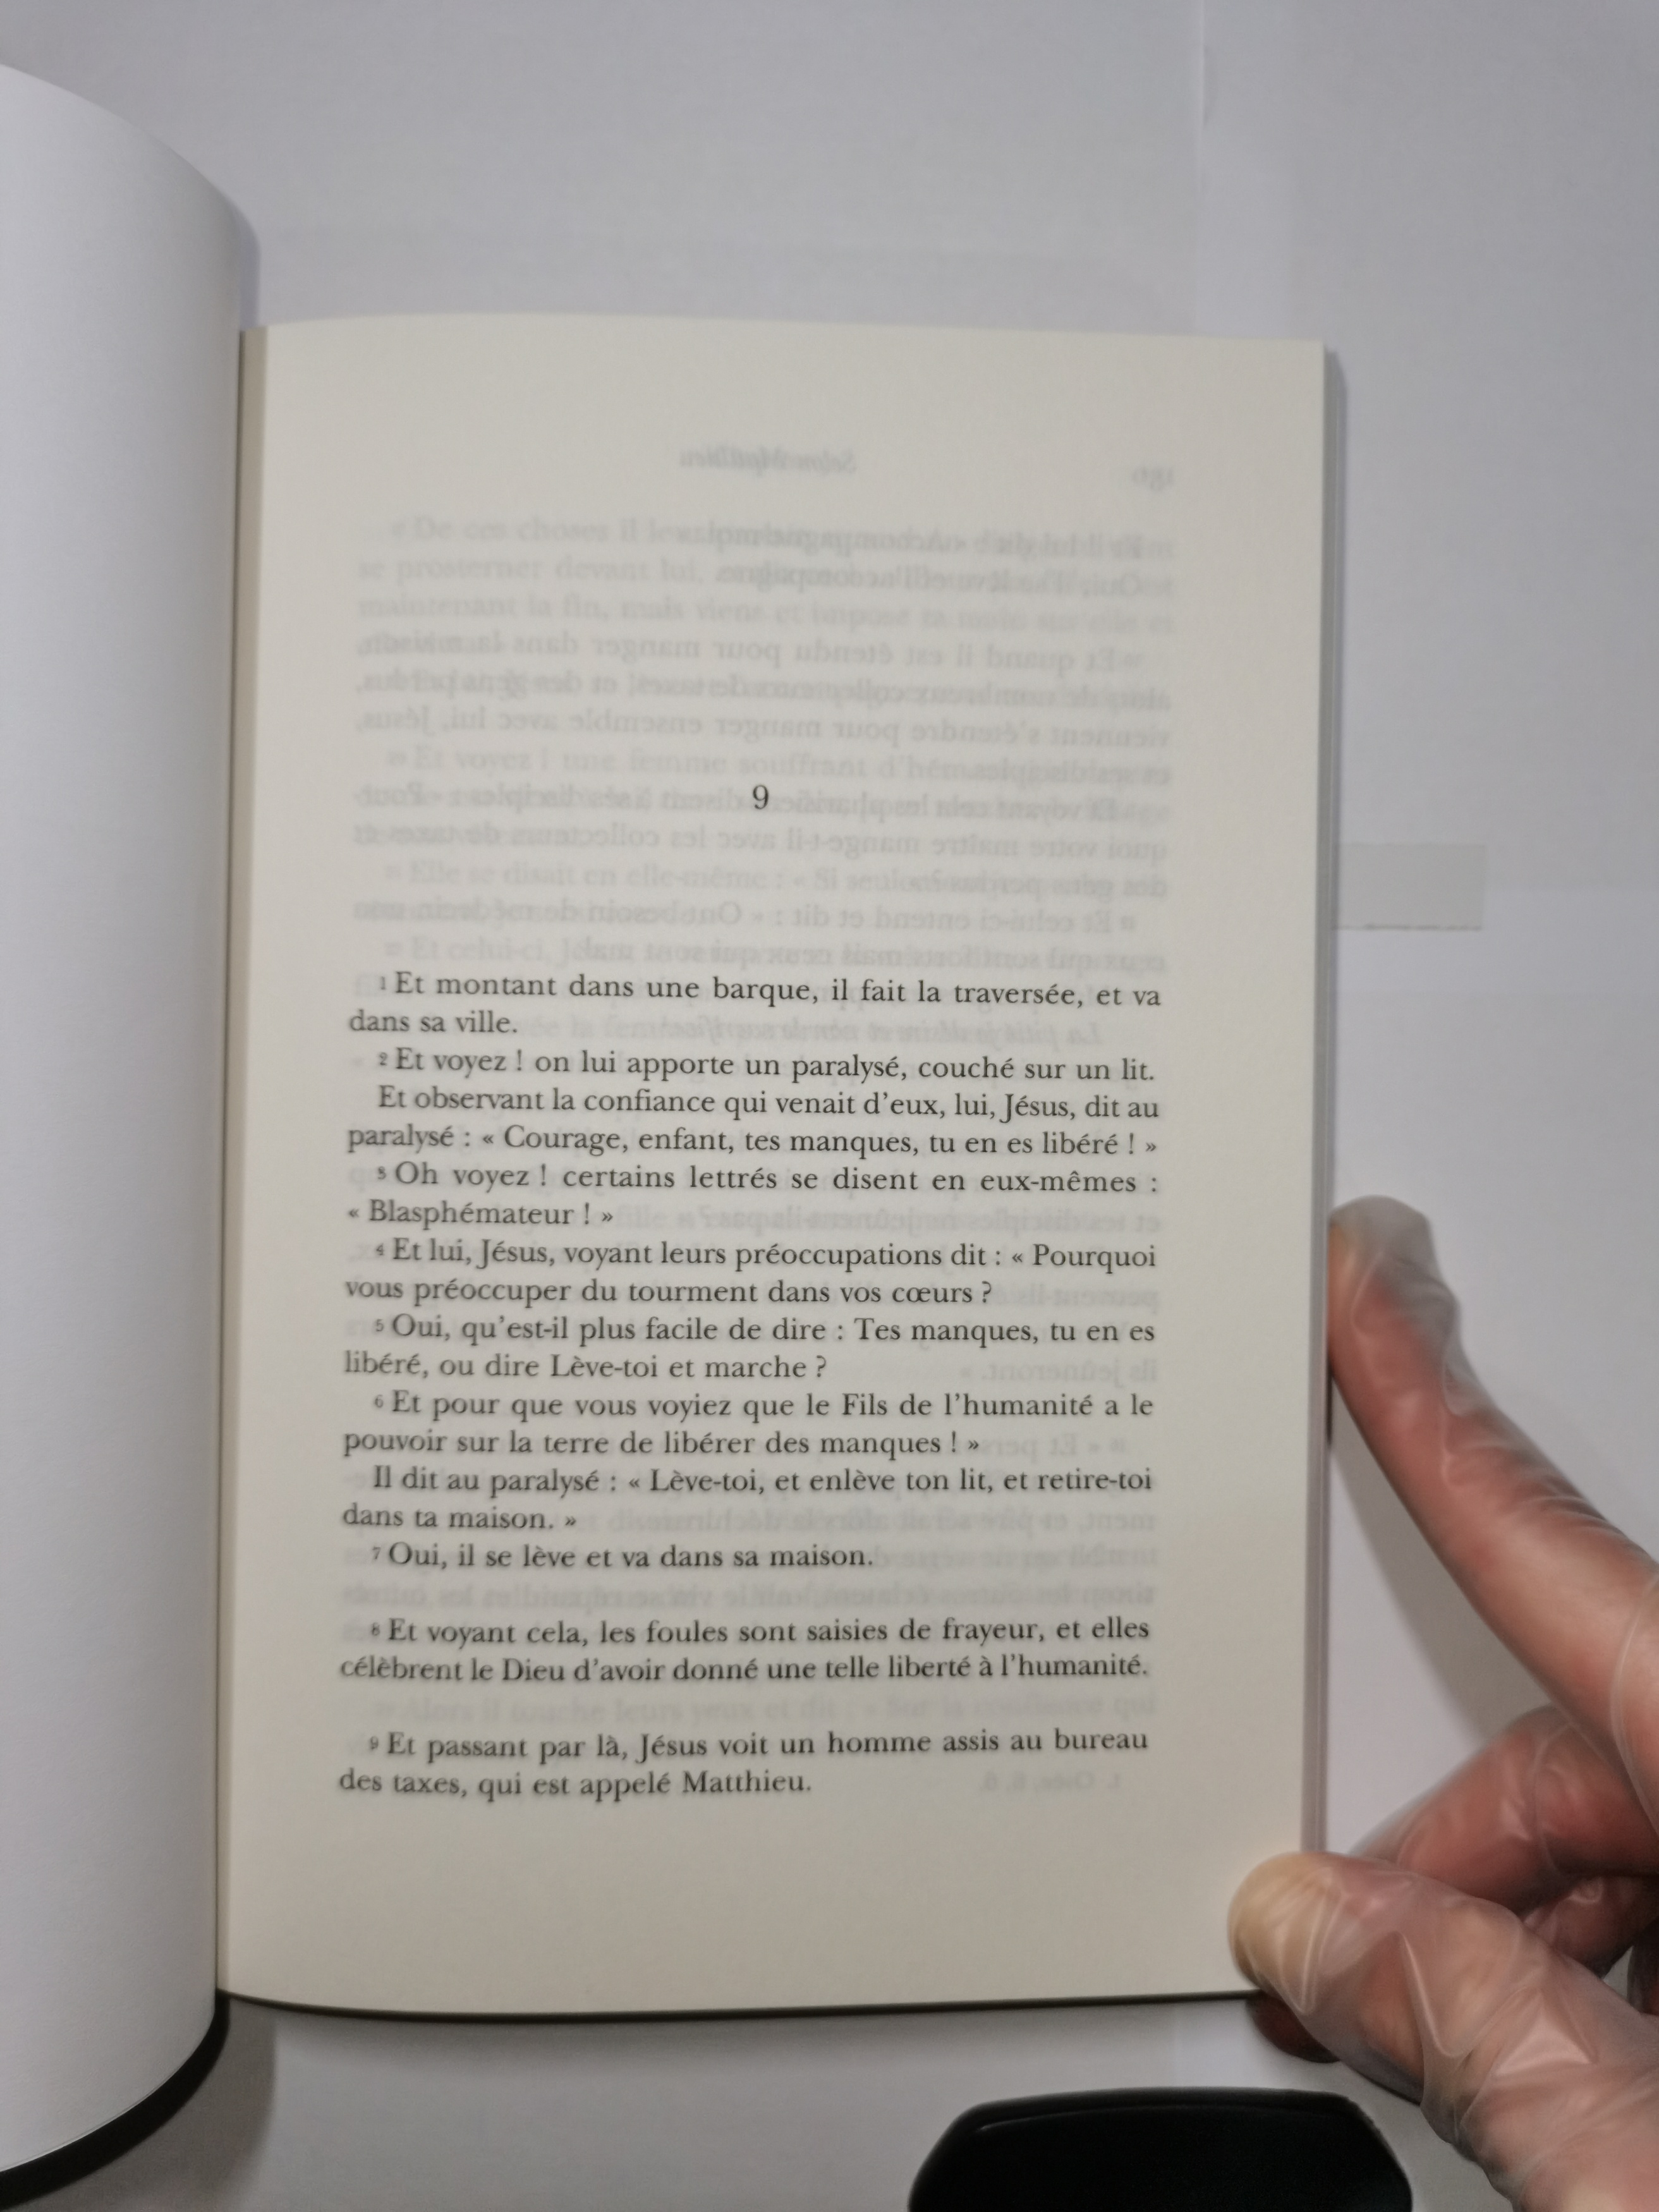 9
1 Et montant dans une barque, il fait la traversée, et va
dans sa ville.
2 Et voyez ! on lui apporte un paralysé, couché sur un lit.
Et observant la confiance qui venait d’eux, lui, Jésus, dit au
paralysé : « Courage, enfant, tes manques, tu en es libéré ! »
3 Oh voyez ! certains lettrés se disent en eux-mêmes :
« Blasphémateur ! »
4 Et lui, Jésus, voyant leurs préoccupations dit : « Pourquoi
vous préoccuper du tourment dans vos cœurs ?
5 Oui, qu’est-il plus facile de dire : Tes manques, tu en es
libéré, ou dire Lève-toi et marche ?
6 Et pour que vous voyiez que le Fils de l’humanité a le
pouvoir sur la terre de libérer des manques ! »
Il dit au paralysé : « Lève-toi, et enlève ton lit, et retire-toi
dans ta maison. »
7 Oui, il se lève et va dans sa maison.
8 Et voyant cela, les foules sont saisies de frayeur, et elles
célèbrent le Dieu d’avoir donné une telle liberté à l’humanité.
9 Et passant par là, Jésus voit un homme assis au bureau
des taxes, qui est appelé Matthieu.